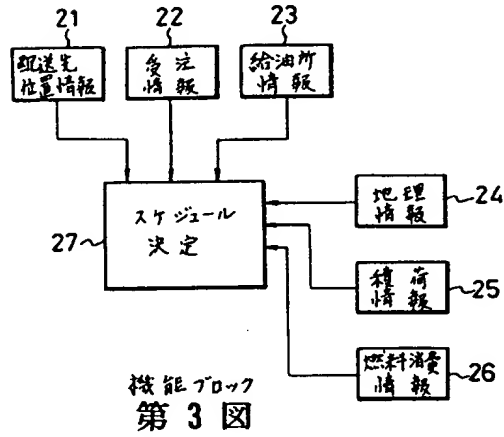 21
22
23
配送先
位置情報
受注
情報
給油所
情報
スケジュール
決定
27
地理
情報
24
積荷
情報
25
燃料消費
情報
26
機能ブロック
第3図